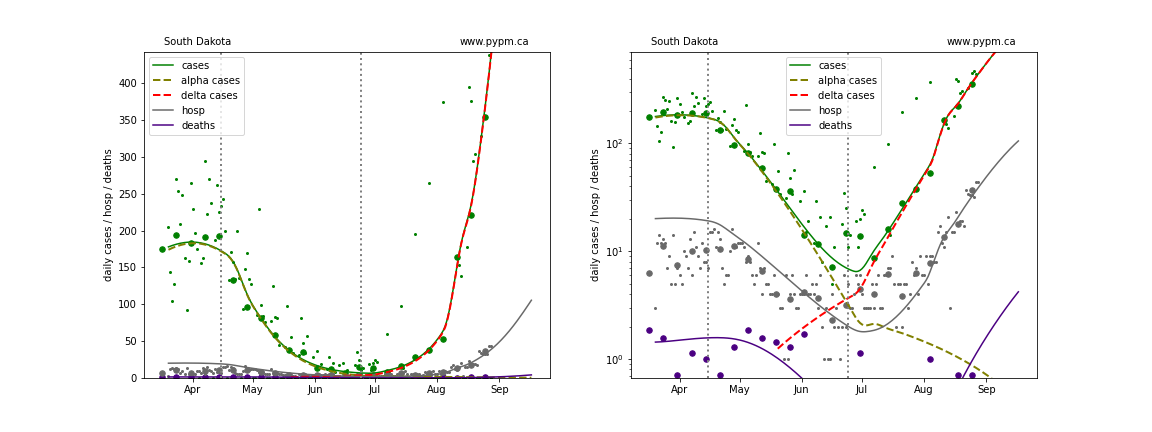 South Dakota www.pypm.ca
cases
alpha cases
delta cases
hosp
deaths
daily cases / hosp / deaths
400
350
300
250
200
150
100
50
0
Apr May Jun Jul Aug Sep
South Dakota www.pypm.ca
cases
alpha cases
delta cases
hosp
deaths
daily cases / hosp / deaths
10²
10¹
10⁰
Apr May Jun Jul Aug Sep